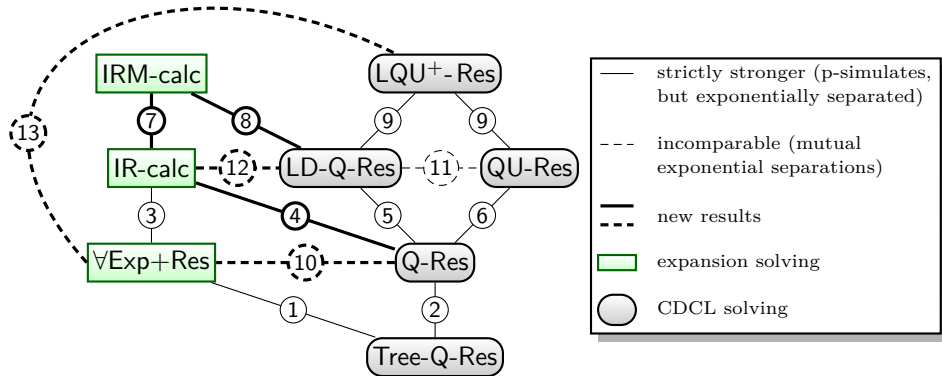 IRM-calc
LQU⁺-Res
13
7
8
9
9
IR-calc
12
LD-Q-Res
11
QU-Res
3
4
5
6
∀Exp+Res
10
Q-Res
1
2
Tree-Q-Res
strictly stronger (p-simulates,
but exponentially separated)
incomparable (mutual
exponential separations)
new results
expansion solving
CDCL solving